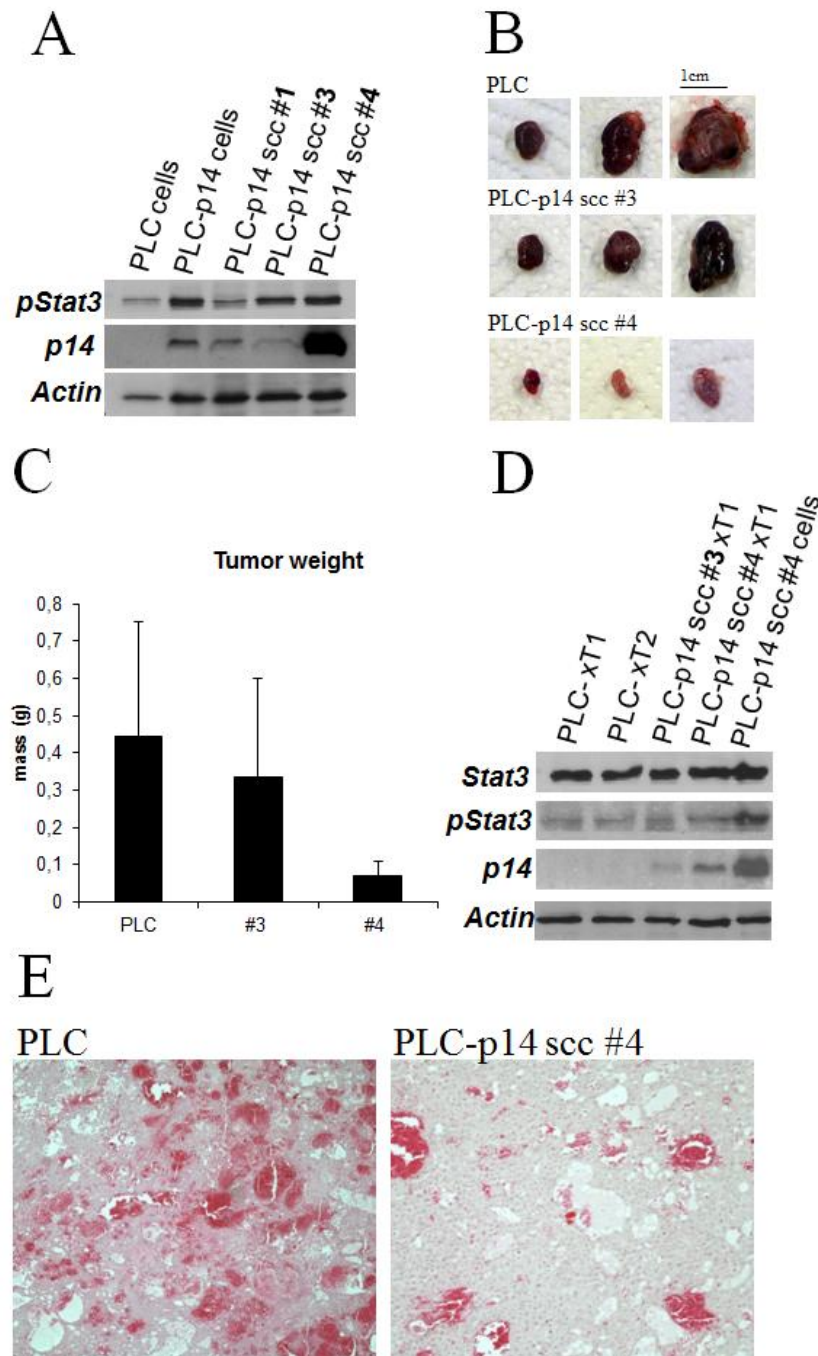 A
PLC cells
PLC-p14 cells
PLC-p14 scc #1
PLC-p14 scc #3
PLC-p14 scc #4
pStat3
p14
Actin
B
PLC
1cm
PLC-p14 scc #3
PLC-p14 scc #4
C
Tumor weight
0,8
0,7
0,6
0,5
0,4
0,3
0,2
0,1
0
mass (g)
PLC
#3
#4
D
PLC- xT1
PLC- xT2
PLC-p14 scc #3 xT1
PLC-p14 scc #4 xT1
PLC-p14 scc #4 cells
Stat3
pStat3
p14
Actin
E
PLC
PLC-p14 scc #4